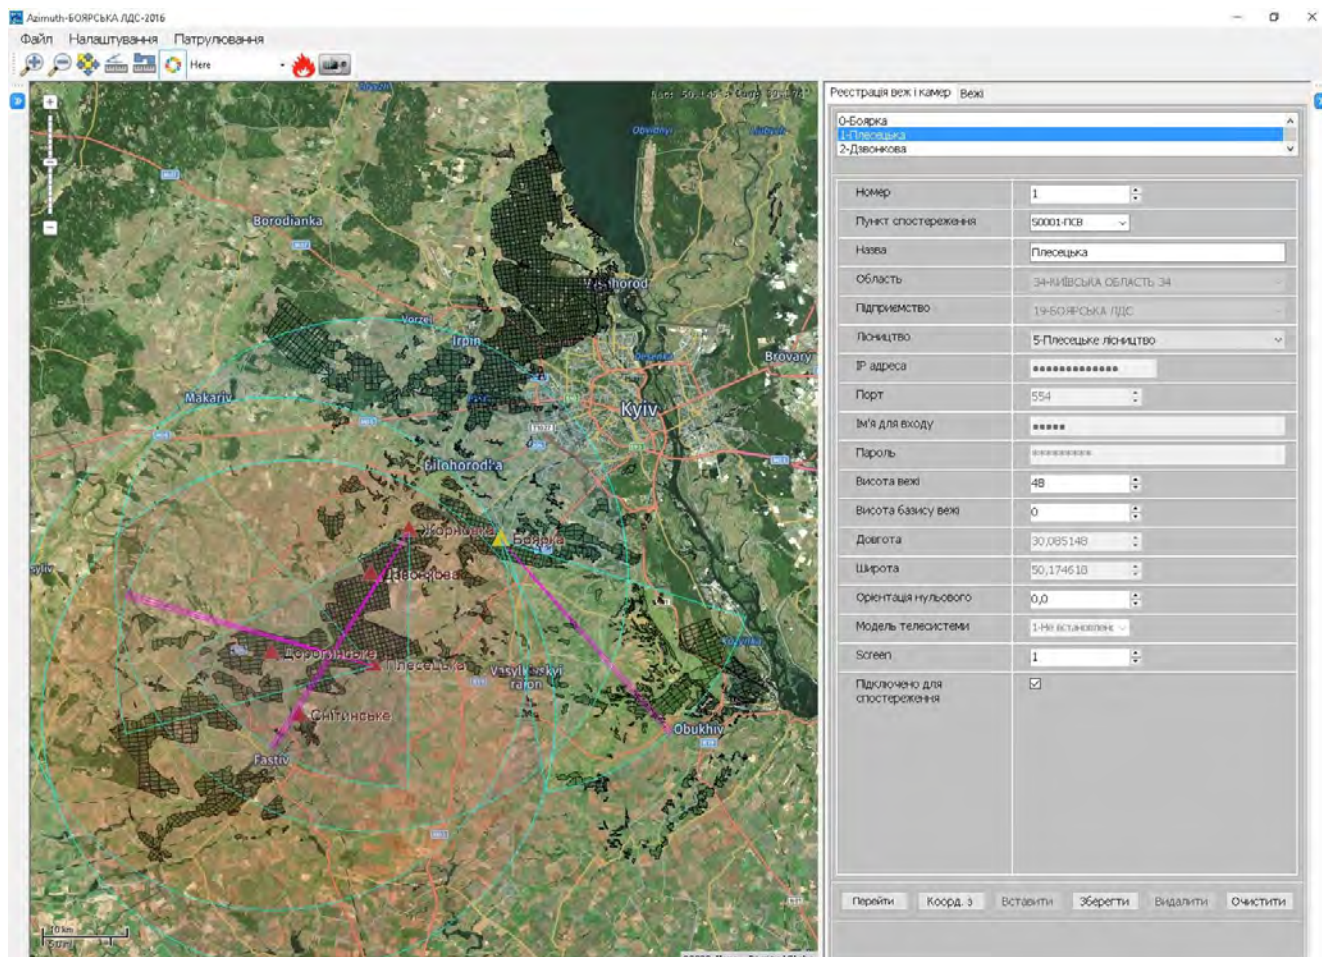 Azimuth-БОЯРСЬКА ЛДС-2016
Файл Налаштування Патрулювання
Here
Реєстрація веж і камер Вежі
0-Боярка
1-Плесецька
2-Дзвонкова
Номер 1
Пункт спостереження 50001-ПСВ
Назва Плесецька
Область 34-КИЇВСЬКА ОБЛАСТЬ 34
Підприємство 19-БОЯРСЬКА ЛДС
Лісництво 5-Плесецьке лісництво
IP адреса
Порт 554
Ім'я для входу
Пароль
Висота вежі 48
Висота базису вежі 0
Довгота 30,085148
Широта 50,174618
Орієнтація нульового 0,0
Модель телесистеми 1-Не встановлено
Screen 1
Підключено для
спостереження
Перейти Коорд. з Вставити Зберегти Видалити Очистити
Borodianka
Vorzel
Irpin
Desenka
Brovary
Makariv
Kyiv
Bilohorodka
Жорнівка
Боярка
Дзвонкова
Дорогінське
Плесецька
Vasylkivskyi
raion
Снітинське
Obukhiv
Fastiv
10 km